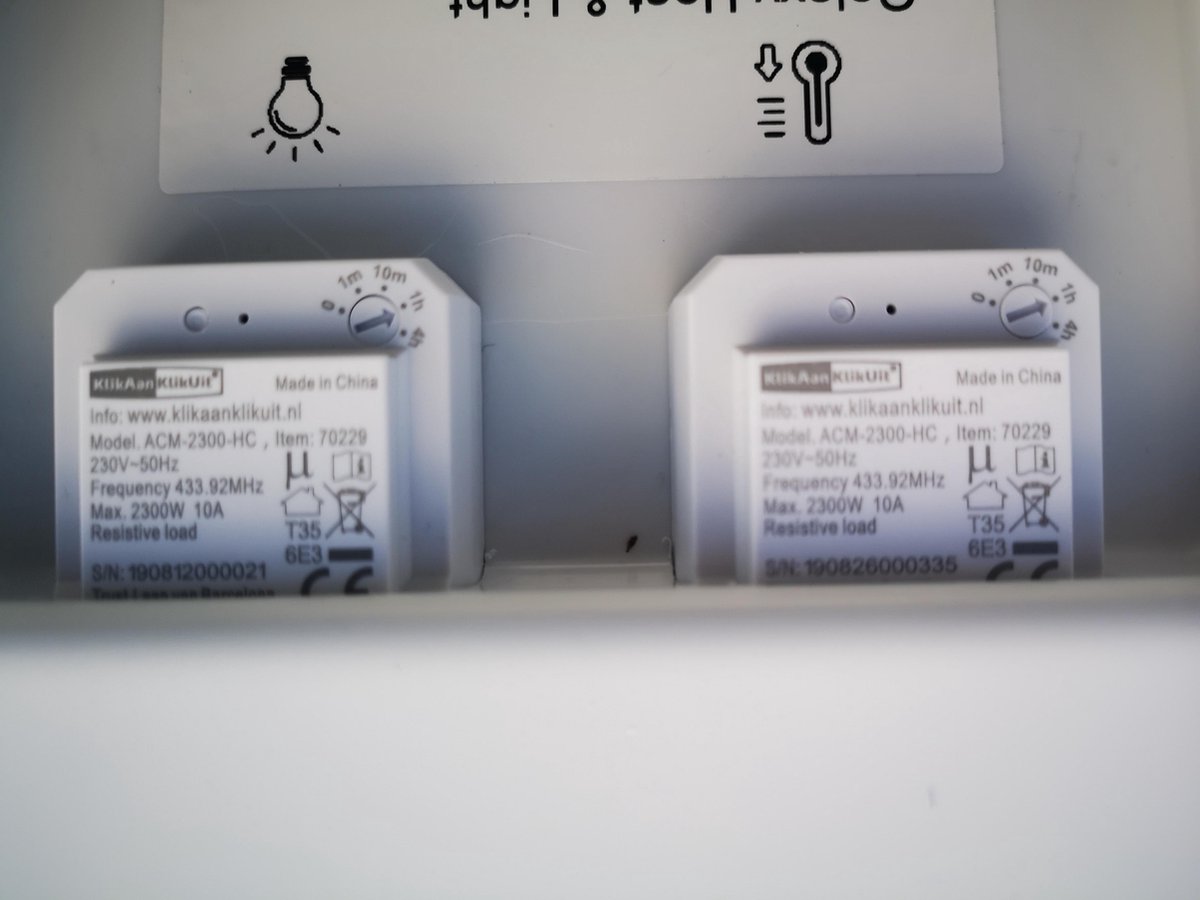 & Light
0 1m 10m 1h 4h
KlikAanKlikUit
Made in China
Info: www.klikaanklikuit.nl
Model. ACM-2300-HC , Item: 70229
230V~50Hz
Frequency 433.92MHz
Max. 2300W 10A
Resistive load
T35
6E3
S/N: 190812000021
CE
0 1m 10m 1h 4h
KlikAanKlikUit
Made in China
Info: www.klikaanklikuit.nl
Model. ACM-2300-HC , Item: 70229
230V~50Hz
Frequency 433.92MHz
Max. 2300W 10A
Resistive load
T35
6E3
S/N: 190826000335
CE